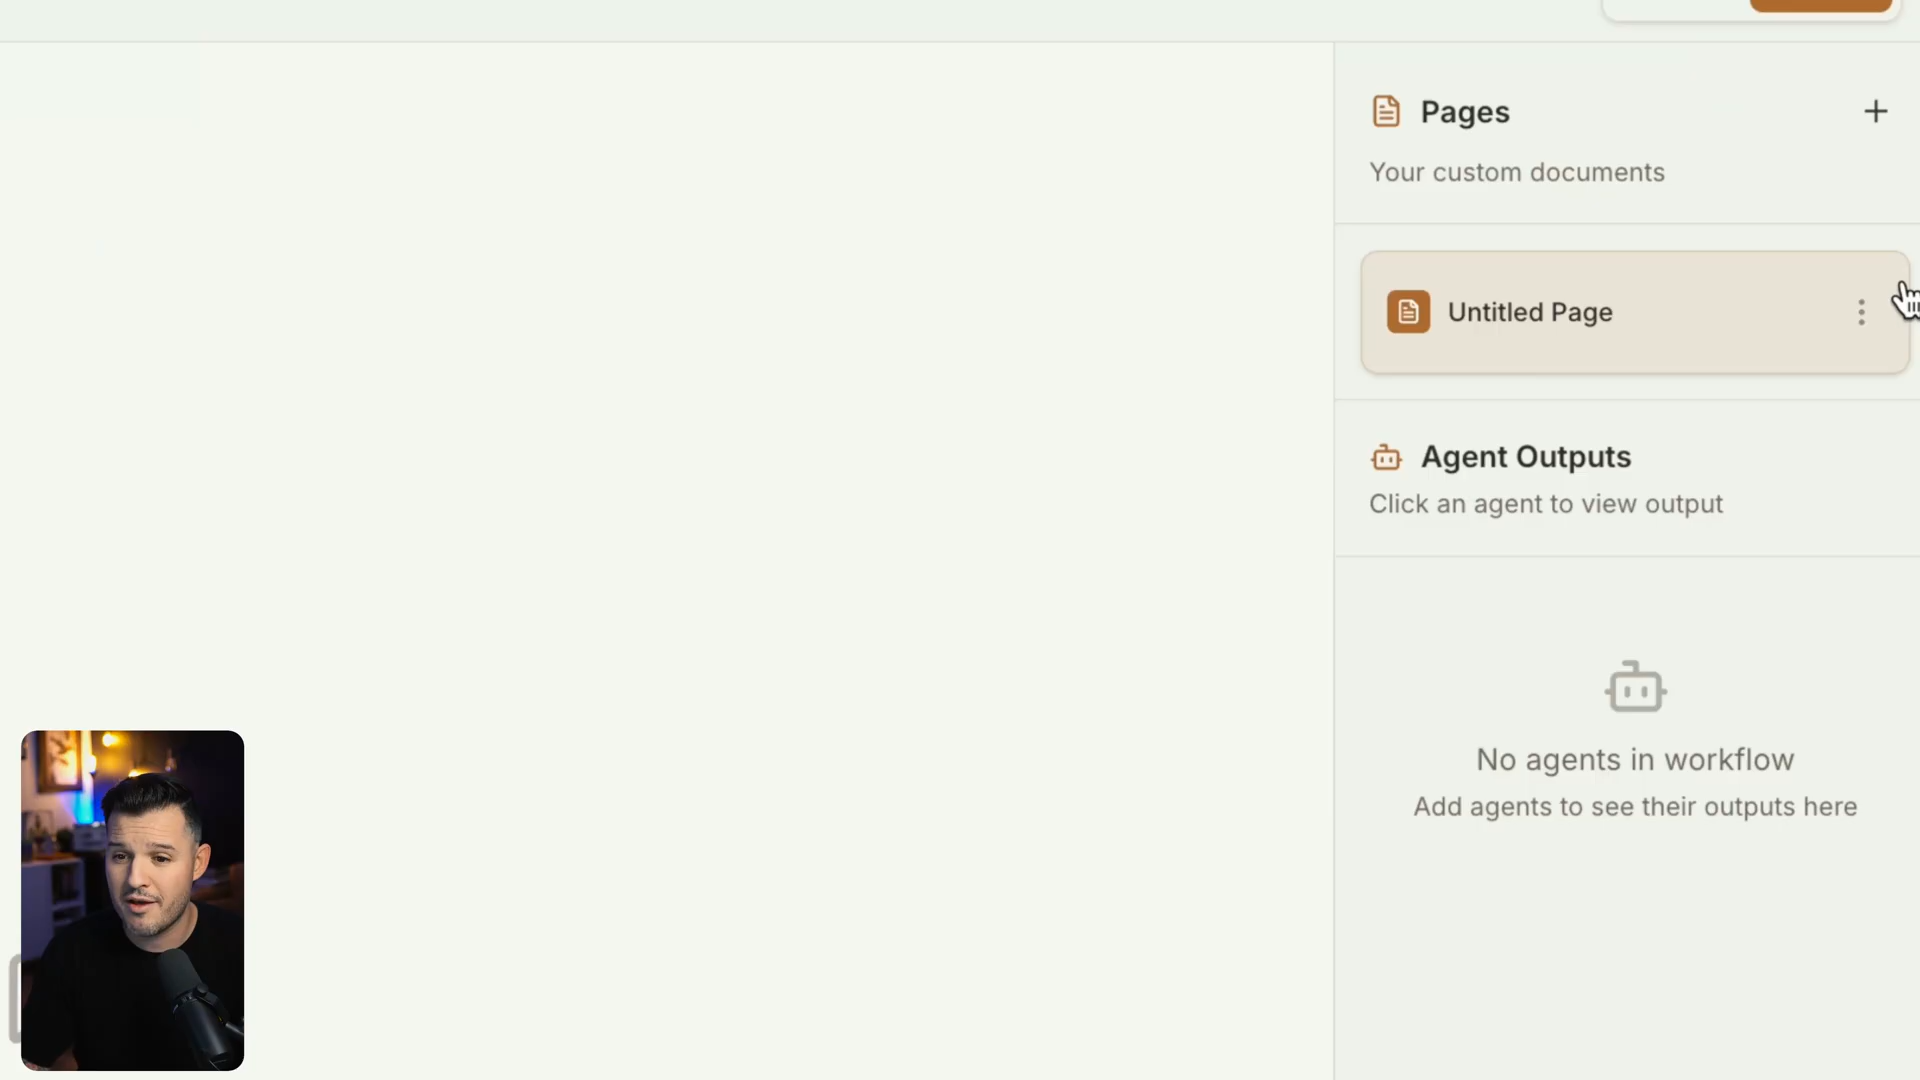 Pages
Your custom documents
Untitled Page
Agent Outputs
Click an agent to view output
No agents in workflow
Add agents to see their outputs here